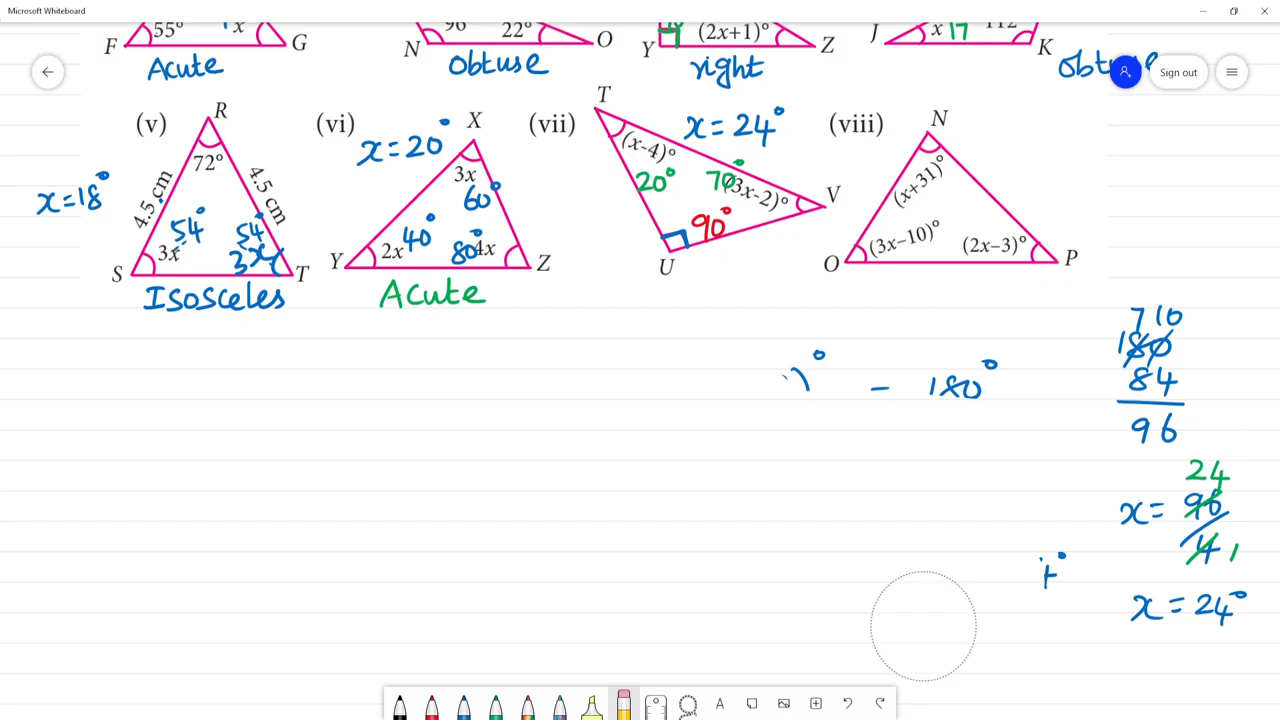 Microsoft Whiteboard
F 55° x G
N 96 22° O
Y (2x+1)° Z
J x 17 112 K
Acute
Obtuse
right
Obtuse
Sign out
(v) R
72°
4.5 cm
4.5 cm
x=18°
54°
54°
S 3x 3x T
Isosceles
(vi) X
x=20°
3x
60°
40°
80°
Y 2x 4x Z
Acute
(vii) T
x=24°
(x-4)°
20°
70°
(3x-2)°
V
90°
U
(viii) N
(x+31)°
(3x-10)°
(2x-3)°
O P
7 10
180
84
96
- 180°
24
x= 96
4 1
x=24°
A